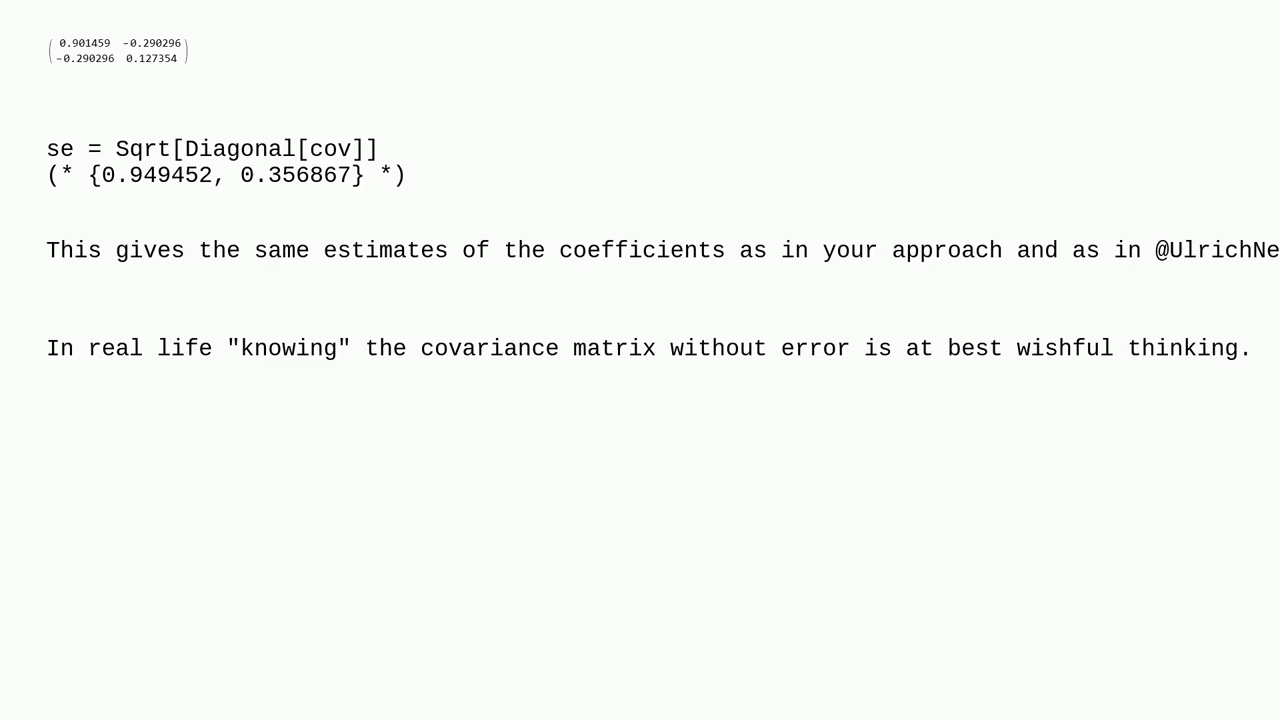 0.901459 -0.290296
-0.290296 0.127354
se = Sqrt[Diagonal[cov]]
(* {0.949452, 0.356867} *)
This gives the same estimates of the coefficients as in your approach and as in @UlrichNe
In real life "knowing" the covariance matrix without error is at best wishful thinking.